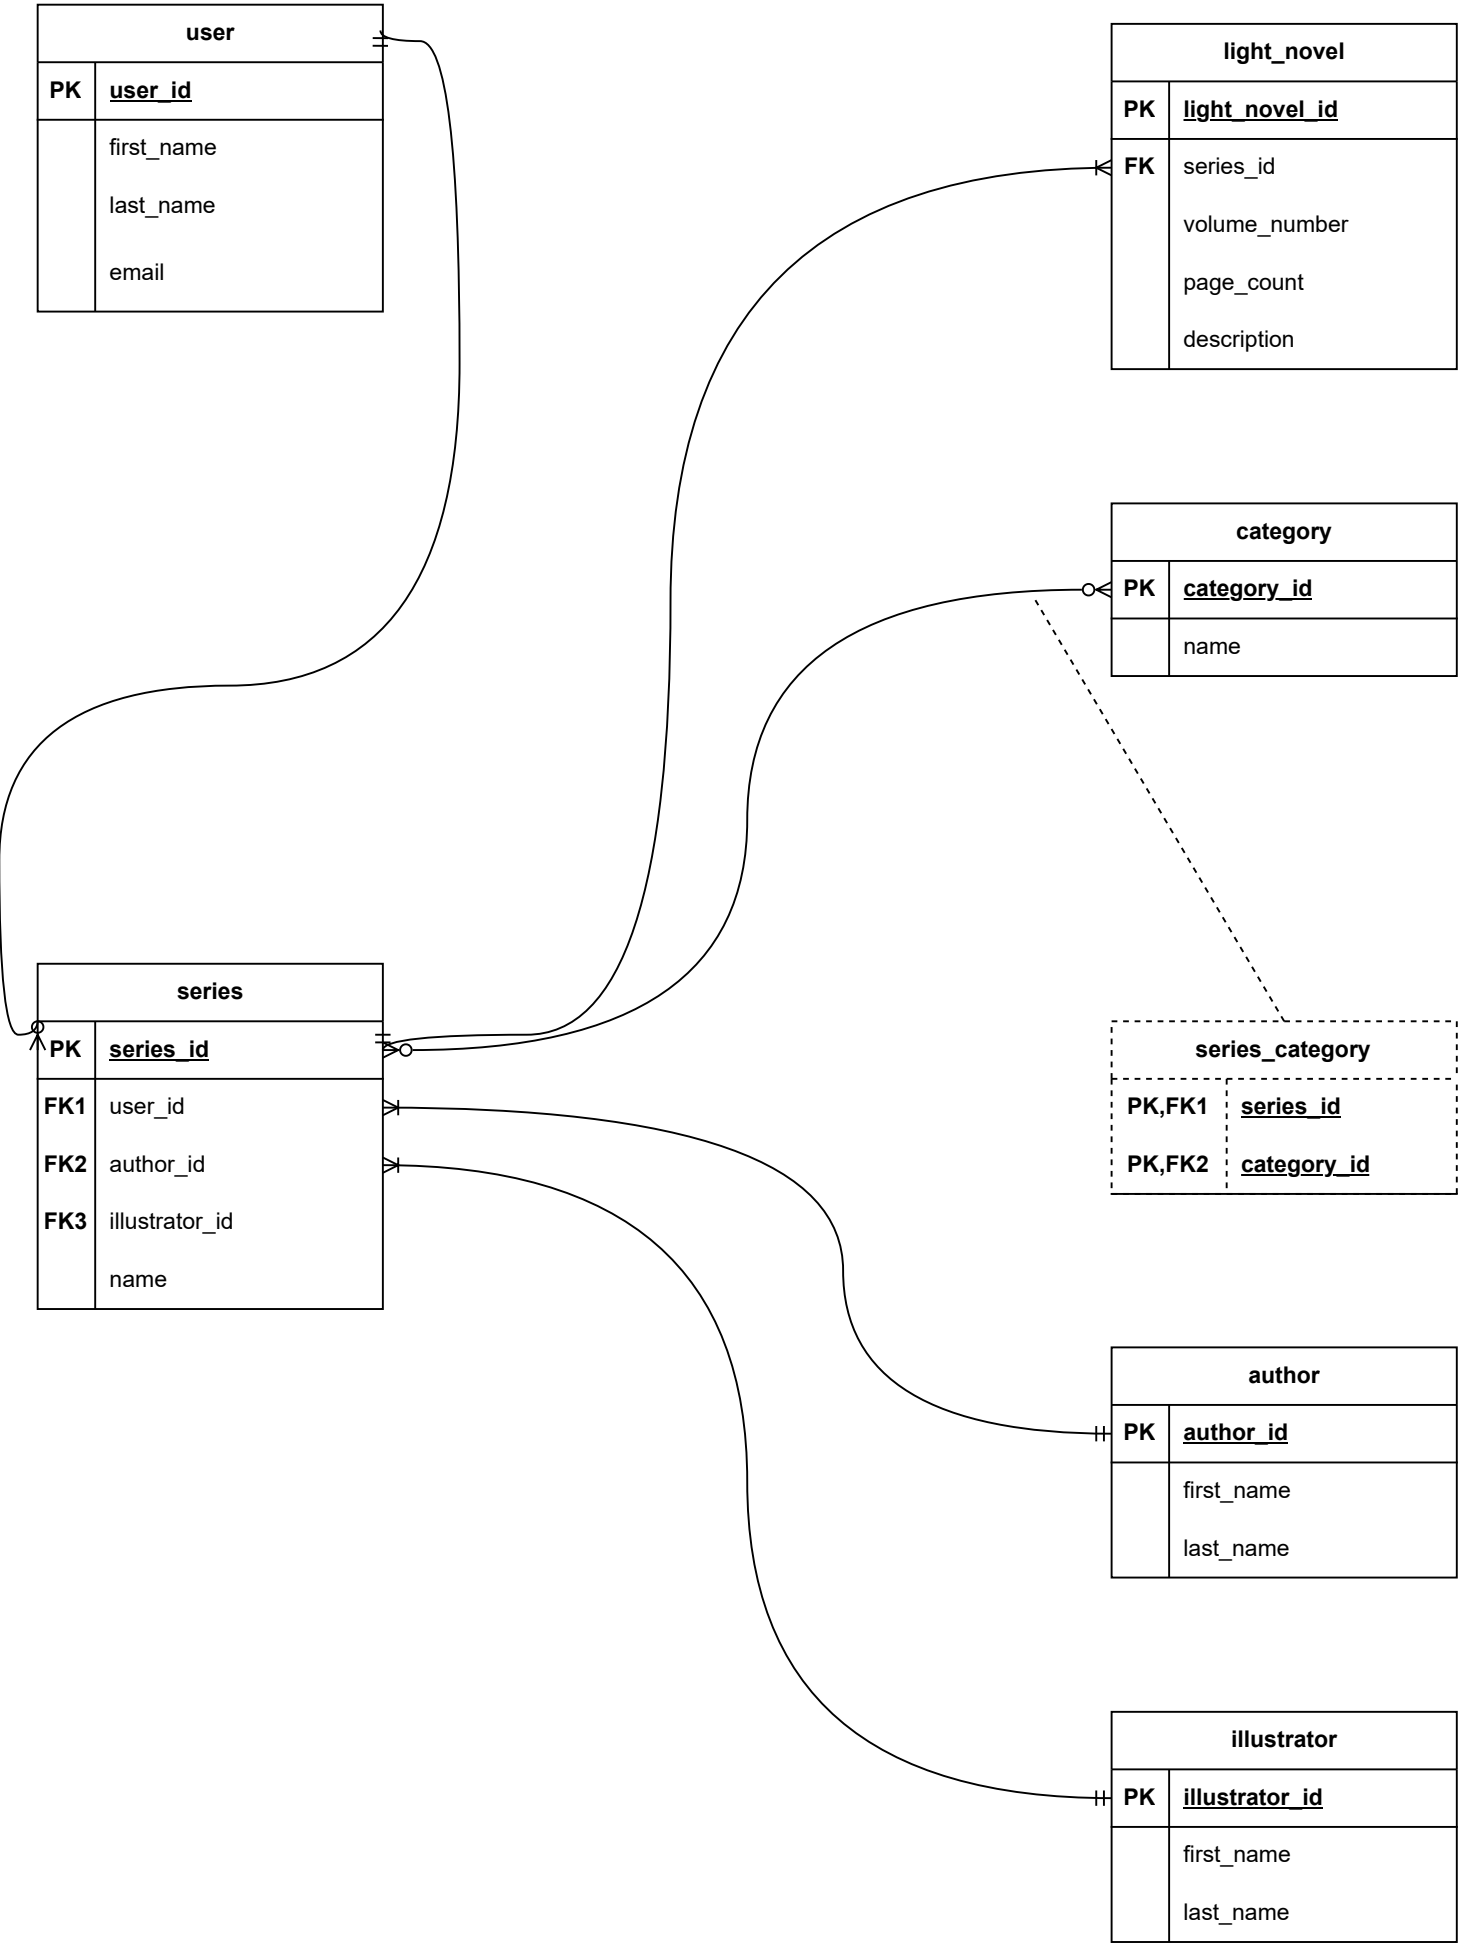 user
PK user_id
first_name
last_name
email
light_novel
PK light_novel_id
FK series_id
volume_number
page_count
description
category
PK category_id
name
series
PK series_id
FK1 user_id
FK2 author_id
FK3 illustrator_id
name
series_category
PK,FK1 series_id
PK,FK2 category_id
author
PK author_id
first_name
last_name
illustrator
PK illustrator_id
first_name
last_name